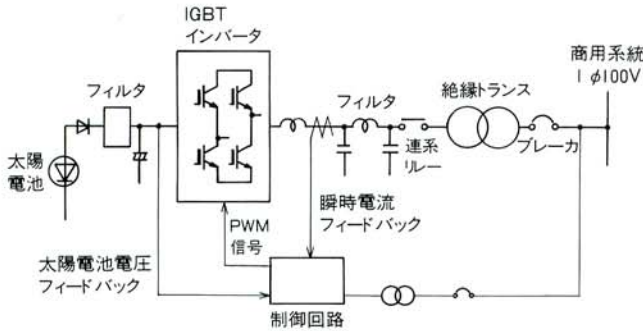 IGBT
インバータ
商用系統
1φ100V
フィルタ
フィルタ
絶縁トランス
太陽
電池
連系
リレー
ブレーカ
瞬時電流
フィードバック
PWM
信号
太陽電池電圧
フィードバック
制御回路